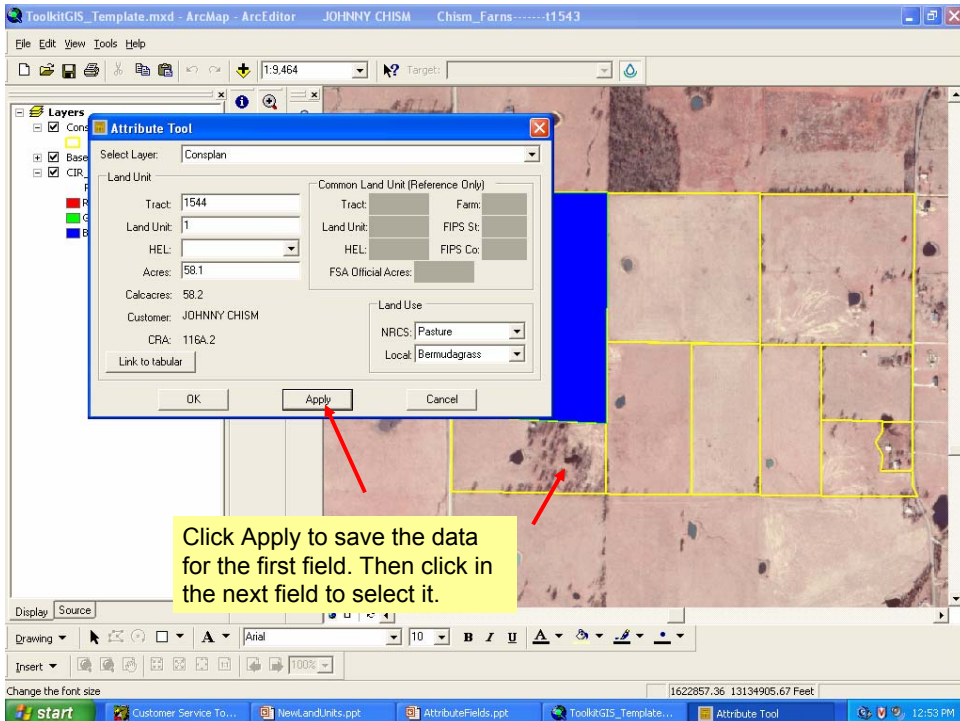 ToolkitGIS_Template.mxd - ArcMap - ArcEditor JOHNNY CHISM Chism_Farns-------t1543
File Edit View Tools Help
1:9,464 Target:
Layers
Cons
Base
CIR_
R
G
B
Attribute Tool
Select Layer: Consplan
Land Unit
Tract: 1544
Land Unit: 1
HEL:
Acres: 58.1
Calcacres: 58.2
Customer: JOHNNY CHISM
CRA: 116A.2
Link to tabular
Common Land Unit (Reference Only)
Tract: Farm:
Land Unit: FIPS St:
HEL: FIPS Co:
FSA Official Acres:
Land Use
NRCS: Pasture
Local: Bermudagrass
OK Apply Cancel
Click Apply to save the data
for the first field. Then click in
the next field to select it.
Display Source
Drawing A Arial 10 B I U A
Insert 100%
Change the font size 1622857.36 13134905.67 Feet
start Customer Service To... NewLandUnits.ppt AttributeFields.ppt ToolkitGIS_Template... Attribute Tool 12:53 PM